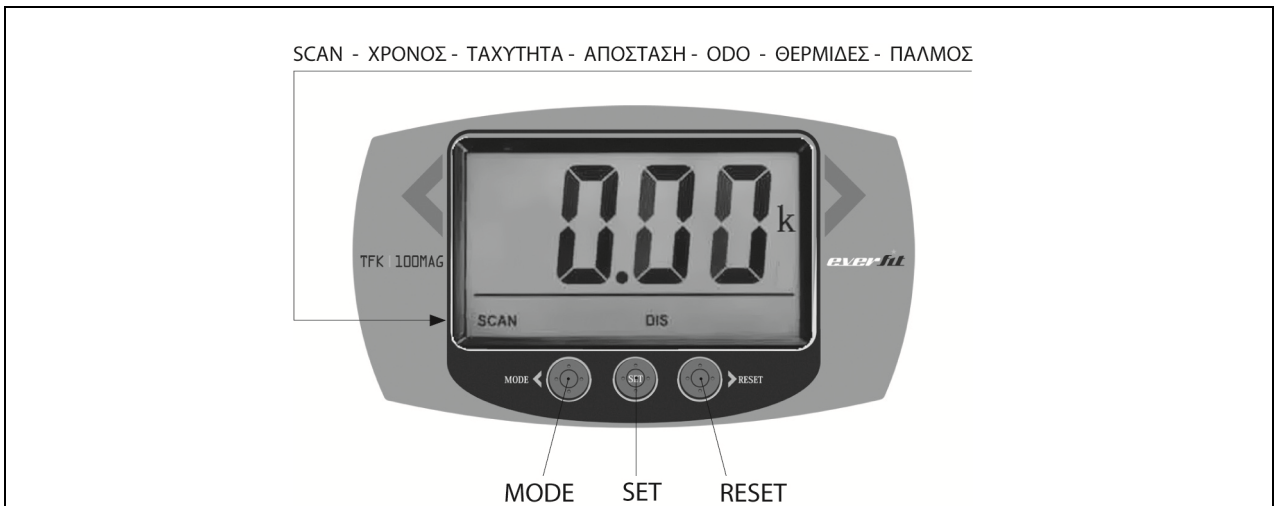 SCAN - ΧΡΟΝΟΣ - ΤΑΧΥΤΗΤΑ - ΑΠΟΣΤΑΣΗ - ODO - ΘΕΡΜΙΔΕΣ - ΠΑΛΜΟΣ
0.00 k
TFK 100MAG
everfit
SCAN DIS
MODE SET RESET
MODE SET RESET